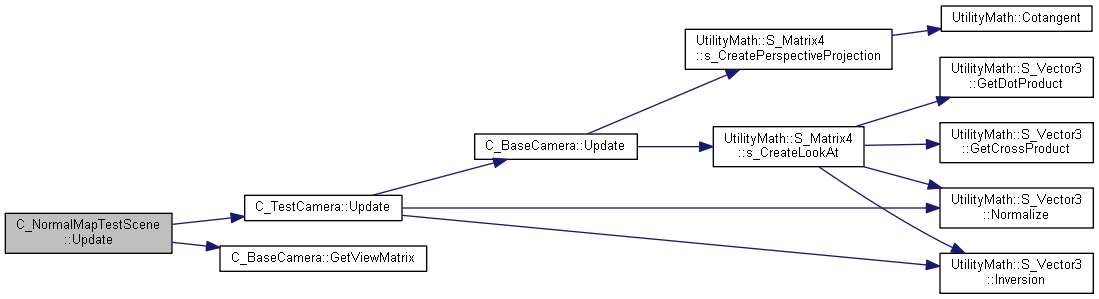 UtilityMath::Cotangent
UtilityMath::S_Matrix4
::s_CreatePerspectiveProjection
UtilityMath::S_Vector3
::GetDotProduct
UtilityMath::S_Vector3
::GetCrossProduct
C_BaseCamera::Update
UtilityMath::S_Matrix4
::s_CreateLookAt
C_TestCamera::Update
UtilityMath::S_Vector3
::Normalize
C_NormalMapTestScene
::Update
C_BaseCamera::GetViewMatrix
UtilityMath::S_Vector3
::Inversion